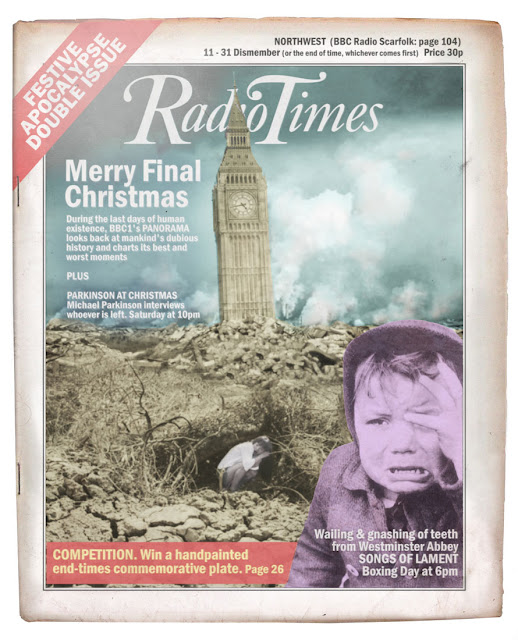 FESTIVE
APOCALYPSE
DOUBLE ISSUE
NORTHWEST (BBC Radio Scarfolk: page 104)
11 - 31 Dismember (or the end of time, whichever comes first) Price 30p
Radio Times
Merry Final
Christmas
During the last days of human
existence, BBC1's PANORAMA
looks back at mankind's dubious
history and charts its best and
worst moments
PLUS
PARKINSON AT CHRISTMAS
Michael Parkinson interviews
whoever is left. Saturday at 10pm
Wailing & gnashing of teeth
from Westminster Abbey
SONGS OF LAMENT
Boxing Day at 6pm
COMPETITION. Win a handpainted
end-times commemorative plate. Page 26